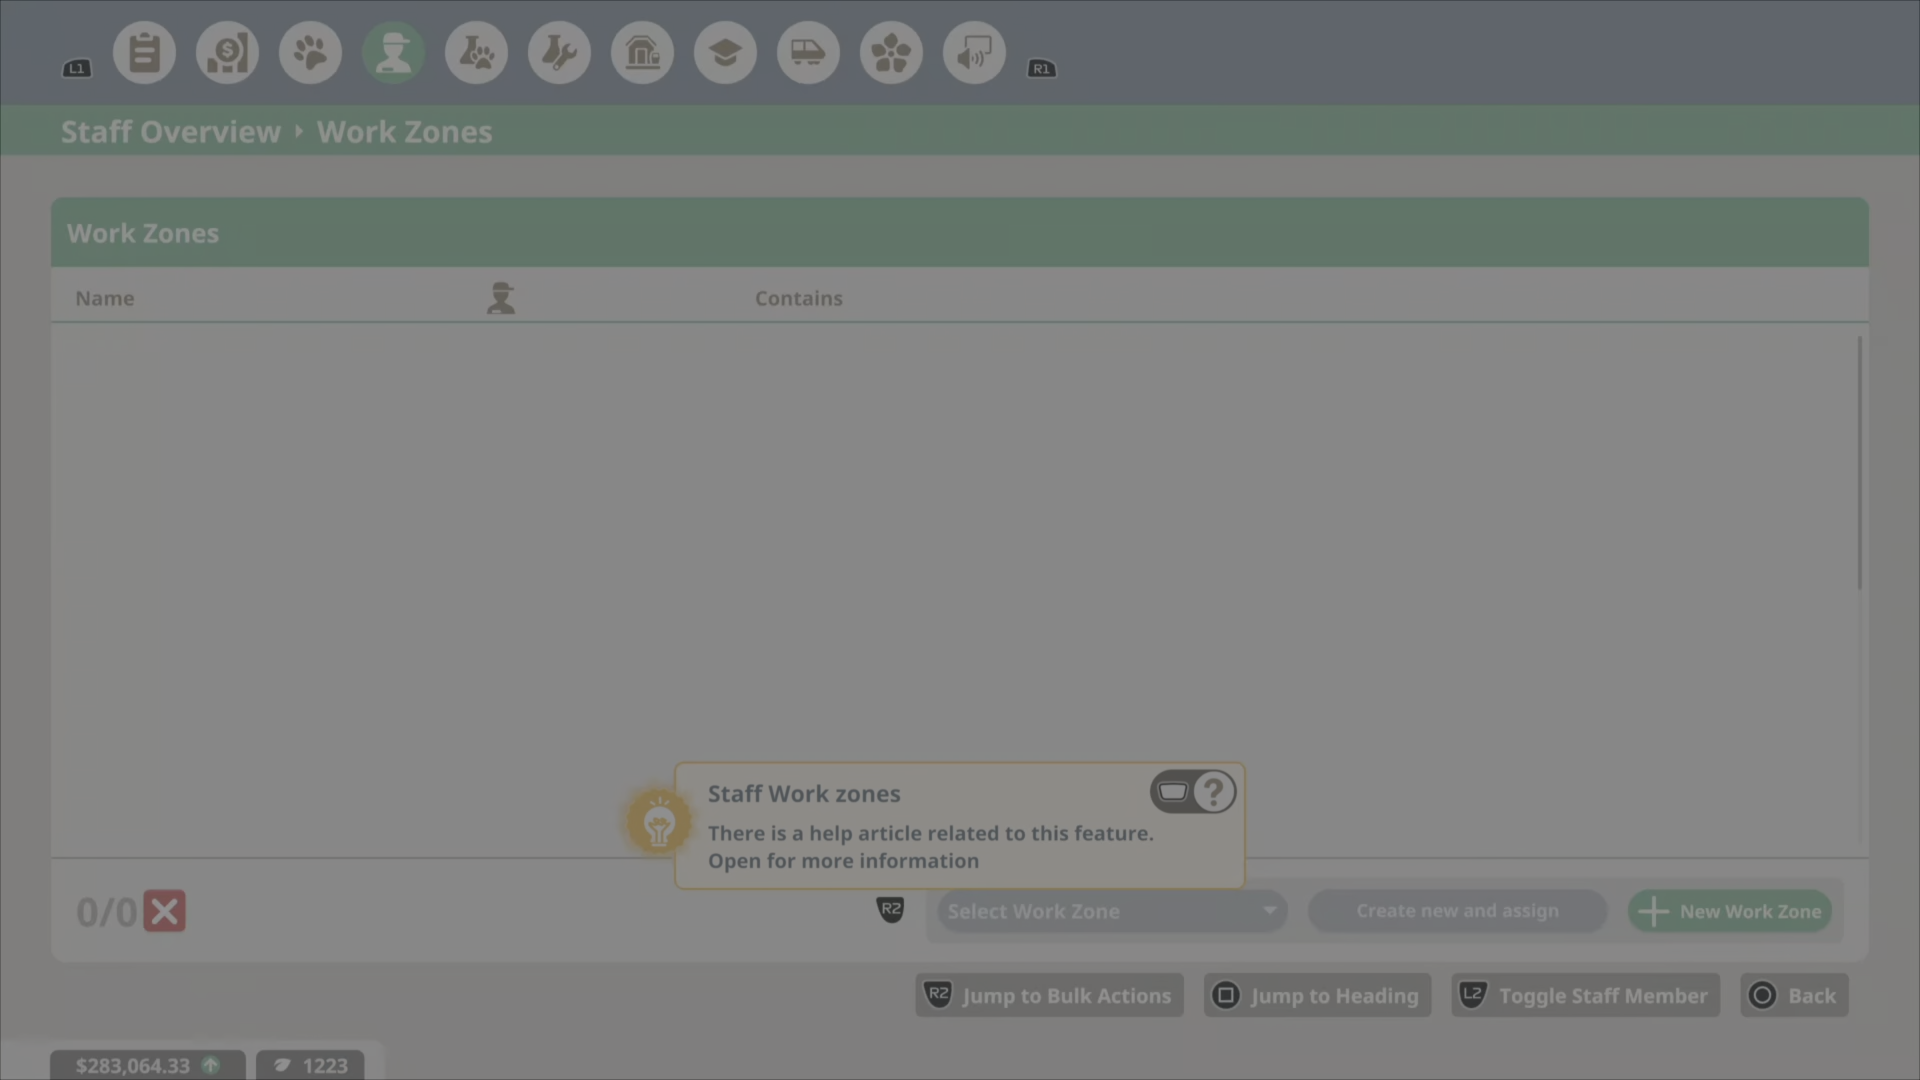 L1
R1
Staff Overview
Work Zones
Work Zones
Name
Contains
Staff Work zones
?
There is a help article related to this feature.
Open for more information
0/0
R2
Select Work Zone
Create new and assign
New Work Zone
R2 Jump to Bulk Actions
Jump to Heading
L2 Toggle Staff Member
Back
$283,064.33
1223